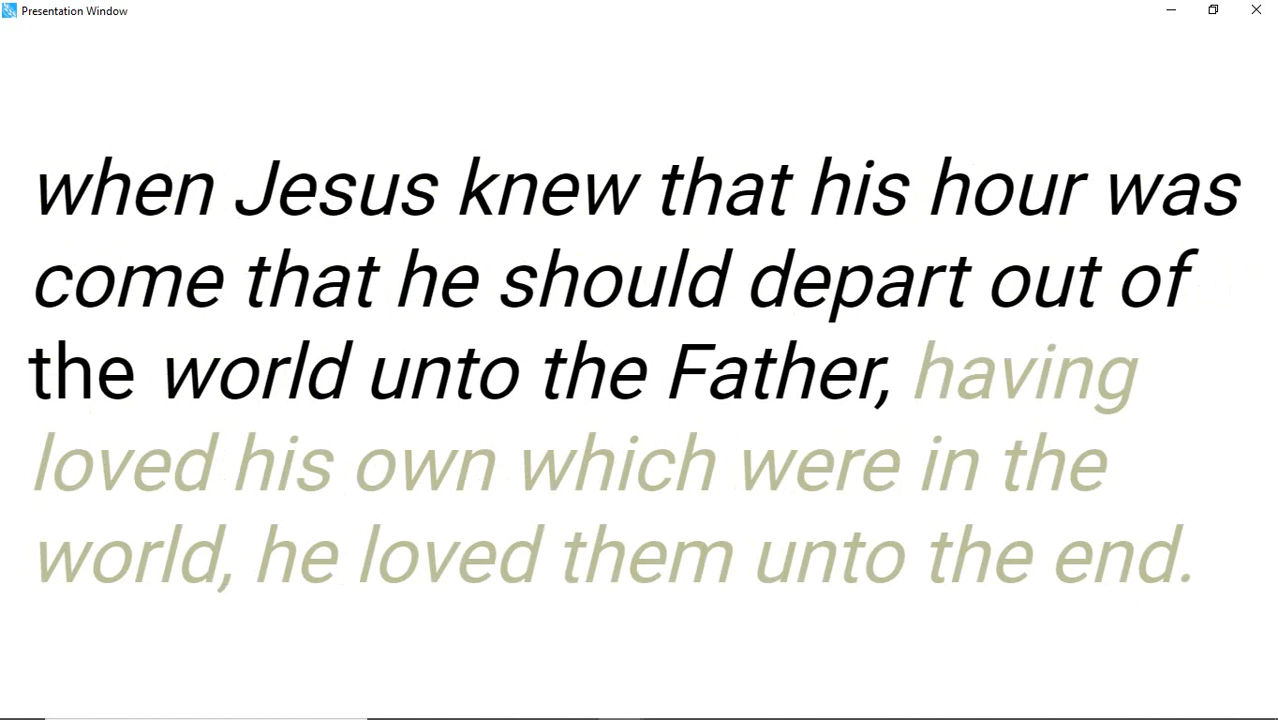 Presentation Window
when Jesus knew that his hour was
come that he should depart out of
the world unto the Father, having
loved his own which were in the
world, he loved them unto the end.